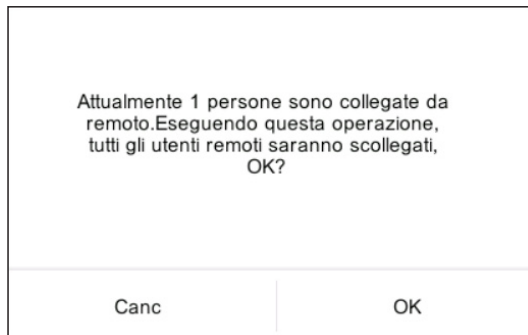 Attualmente 1 persone sono collegate da
remoto.Eseguendo questa operazione,
tutti gli utenti remoti saranno scollegati,
OK?
Canc
OK